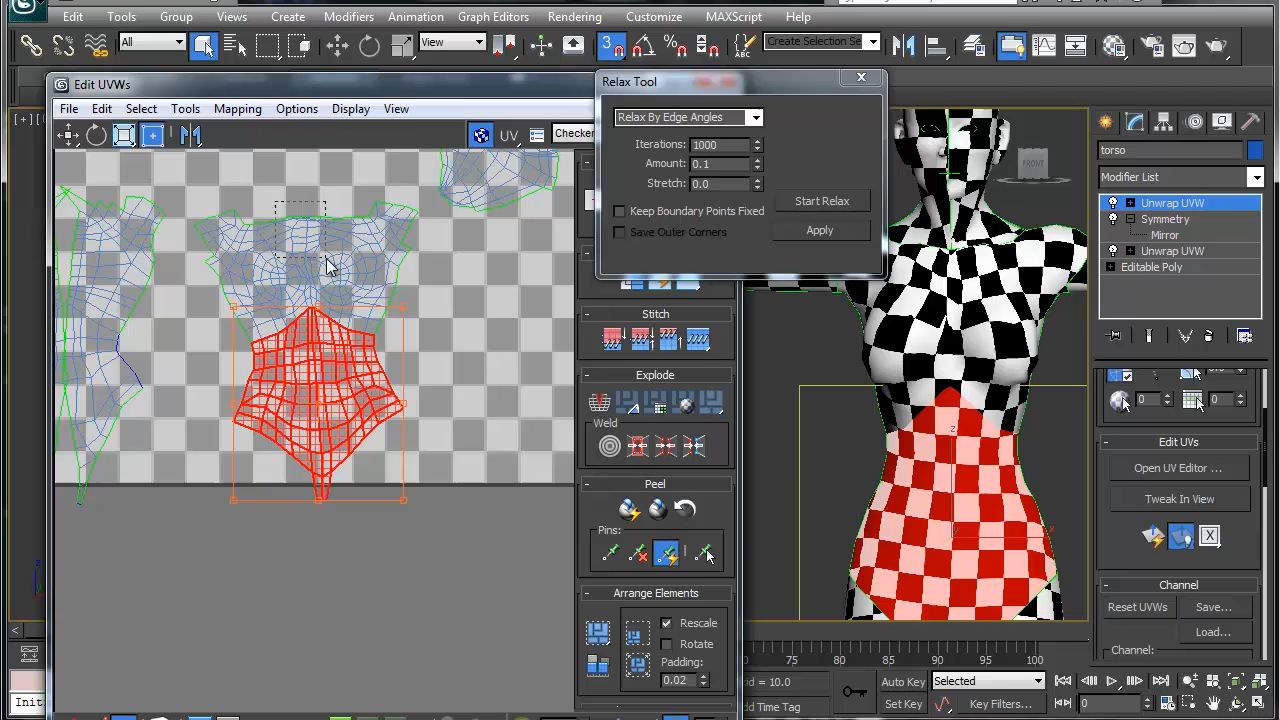 Edit Tools Group Views Create Modifiers Animation Graph Editors Rendering Customize MAXScript Help
All View 3 Create Selection Se
Edit UVWs
File Edit Select Tools Mapping Options Display View
UV Checker
Relax Tool
Relax By Edge Angles
Iterations: 1000
Amount: 0.1
Stretch: 0.0
Start Relax
Keep Boundary Points Fixed
Save Outer Corners
Apply
Stitch
Explode
Weld
Peel
Pins:
Arrange Elements
Rescale
Rotate
Padding:
0.02
[+]
FRONT
z
x
torso
Modifier List
Unwrap UVW
Symmetry
Mirror
Unwrap UVW
Editable Poly
0 0
Edit UVs
Open UV Editor ...
Tweak In View
X
Channel
Reset UVWs Save...
Load...
Channel:
75 80 85 90 95 100
rid = 10.0
Auto Key Selected
dd Time Tag
Set Key Key Filters...
0
Init